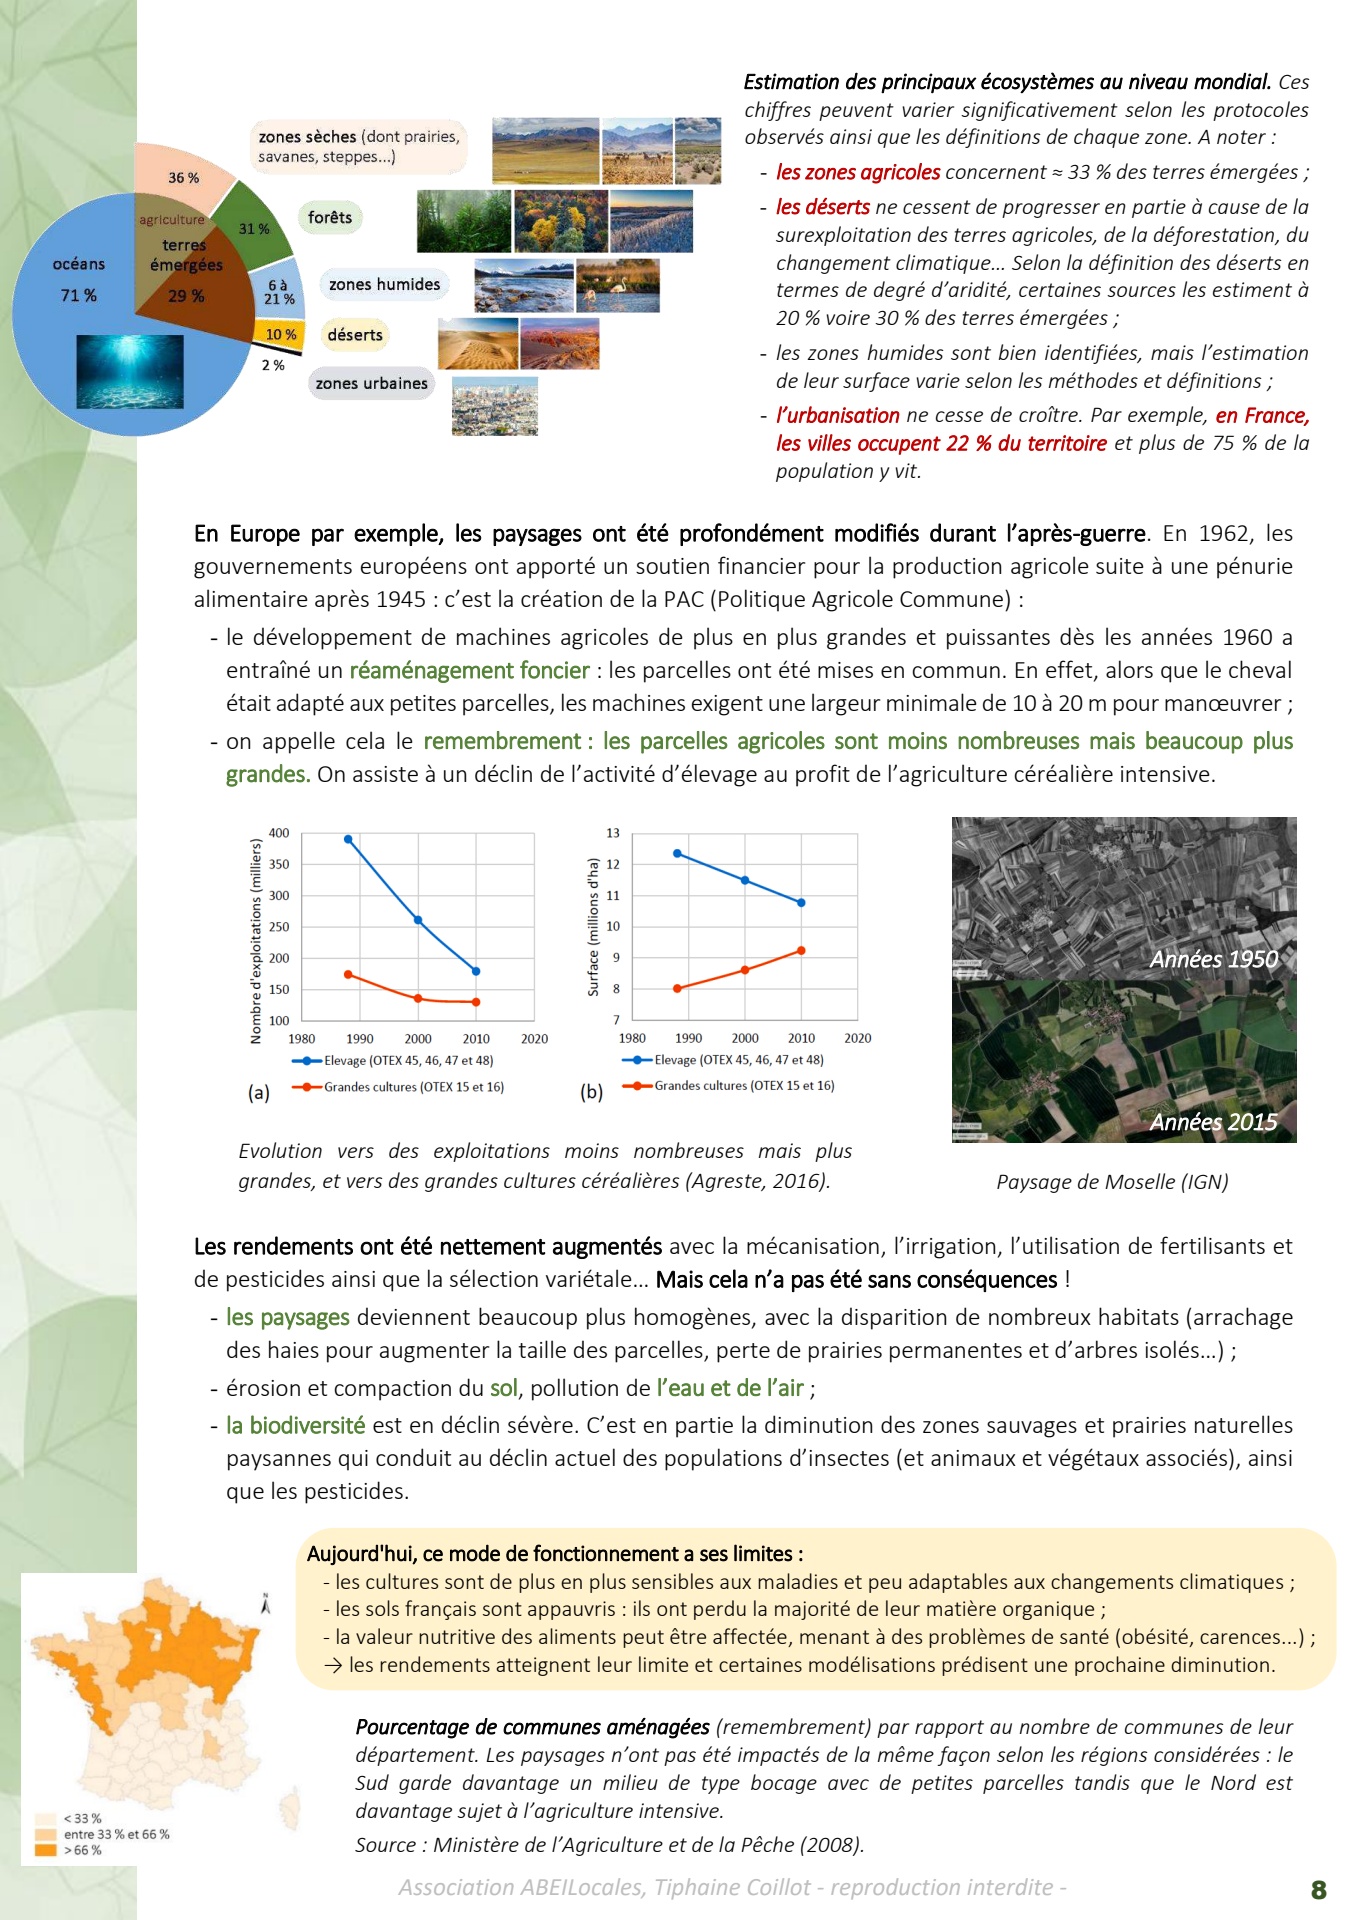 Estimation des principaux écosystèmes au niveau mondial. Ces
chiffres peuvent varier significativement selon les protocoles
observés ainsi que les définitions de chaque zone. A noter :
- les zones agricoles concernent ≈ 33 % des terres émergées ;
- les déserts ne cessent de progresser en partie à cause de la
surexploitation des terres agricoles, de la déforestation, du
changement climatique... Selon la définition des déserts en
termes de degré d'aridité, certaines sources les estiment à
20 % voire 30 % des terres émergées ;
- les zones humides sont bien identifiées, mais l'estimation
de leur surface varie selon les méthodes et définitions ;
- l'urbanisation ne cesse de croître. Par exemple, en France,
les villes occupent 22 % du territoire et plus de 75 % de la
population y vit.
zones sèches (dont prairies,
savanes, steppes...)
36 %
agriculture
31 %
forêts
terres
émergées
29 %
océans
71 %
6 à
21 %
zones humides
10 %
déserts
2 %
zones urbaines
En Europe par exemple, les paysages ont été profondément modifiés durant l'après-guerre. En 1962, les
gouvernements européens ont apporté un soutien financier pour la production agricole suite à une pénurie
alimentaire après 1945 : c'est la création de la PAC (Politique Agricole Commune) :
- le développement de machines agricoles de plus en plus grandes et puissantes dès les années 1960 a
entraîné un réaménagement foncier : les parcelles ont été mises en commun. En effet, alors que le cheval
était adapté aux petites parcelles, les machines exigent une largeur minimale de 10 à 20 m pour manœuvrer ;
- on appelle cela le remembrement : les parcelles agricoles sont moins nombreuses mais beaucoup plus
grandes. On assiste à un déclin de l'activité d'élevage au profit de l'agriculture céréalière intensive.
Nombre d'exploitations (milliers)
400
350
300
250
200
150
100
1980 1990 2000 2010 2020
Elevage (OTEX 45, 46, 47 et 48)
Grandes cultures (OTEX 15 et 16)
(a)
Surface (millions d'ha)
13
12
11
10
9
8
7
1980 1990 2000 2010 2020
Elevage (OTEX 45, 46, 47 et 48)
Grandes cultures (OTEX 15 et 16)
(b)
Années 1950
Années 2015
Evolution vers des exploitations moins nombreuses mais plus
grandes, et vers des grandes cultures céréalières (Agreste, 2016).
Paysage de Moselle (IGN)
Les rendements ont été nettement augmentés avec la mécanisation, l'irrigation, l'utilisation de fertilisants et
de pesticides ainsi que la sélection variétale... Mais cela n'a pas été sans conséquences !
- les paysages deviennent beaucoup plus homogènes, avec la disparition de nombreux habitats (arrachage
des haies pour augmenter la taille des parcelles, perte de prairies permanentes et d'arbres isolés...) ;
- érosion et compaction du sol, pollution de l'eau et de l'air ;
- la biodiversité est en déclin sévère. C'est en partie la diminution des zones sauvages et prairies naturelles
paysannes qui conduit au déclin actuel des populations d'insectes (et animaux et végétaux associés), ainsi
que les pesticides.
Aujourd'hui, ce mode de fonctionnement a ses limites :
- les cultures sont de plus en plus sensibles aux maladies et peu adaptables aux changements climatiques ;
- les sols français sont appauvris : ils ont perdu la majorité de leur matière organique ;
- la valeur nutritive des aliments peut être affectée, menant à des problèmes de santé (obésité, carences...) ;
→ les rendements atteignent leur limite et certaines modélisations prédisent une prochaine diminution.
N
< 33 %
entre 33 % et 66 %
> 66 %
Pourcentage de communes aménagées (remembrement) par rapport au nombre de communes de leur
département. Les paysages n'ont pas été impactés de la même façon selon les régions considérées : le
Sud garde davantage un milieu de type bocage avec de petites parcelles tandis que le Nord est
davantage sujet à l'agriculture intensive.
Source : Ministère de l'Agriculture et de la Pêche (2008).
Association ABEILocales, Tiphaine Coillot - reproduction interdite -
8